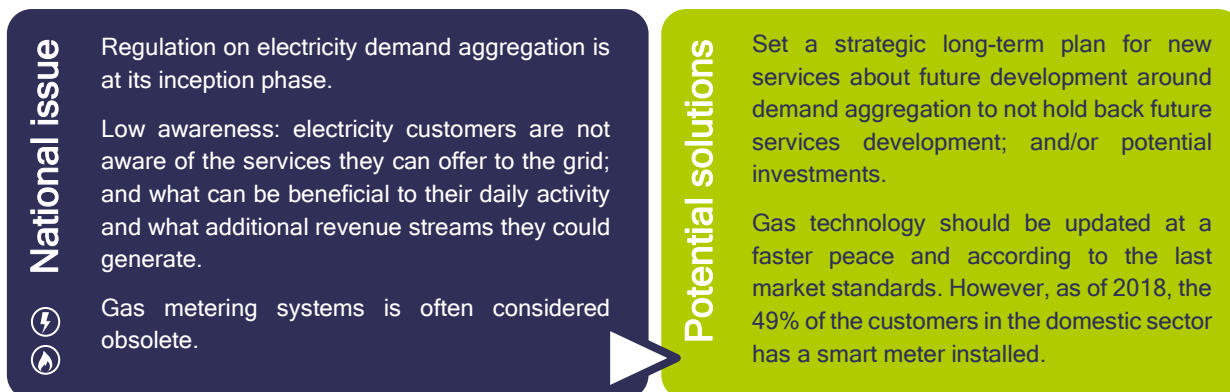 National issue
Regulation on electricity demand aggregation is
at its inception phase.
Low awareness: electricity customers are not
aware of the services they can offer to the grid;
and what can be beneficial to their daily activity
and what additional revenue streams they could
generate.
Gas metering systems is often considered
obsolete.
Potential solutions
Set a strategic long-term plan for new
services about future development around
demand aggregation to not hold back future
services development; and/or potential
investments.
Gas technology should be updated at a
faster peace and according to the last
market standards. However, as of 2018, the
49% of the customers in the domestic sector
has a smart meter installed.